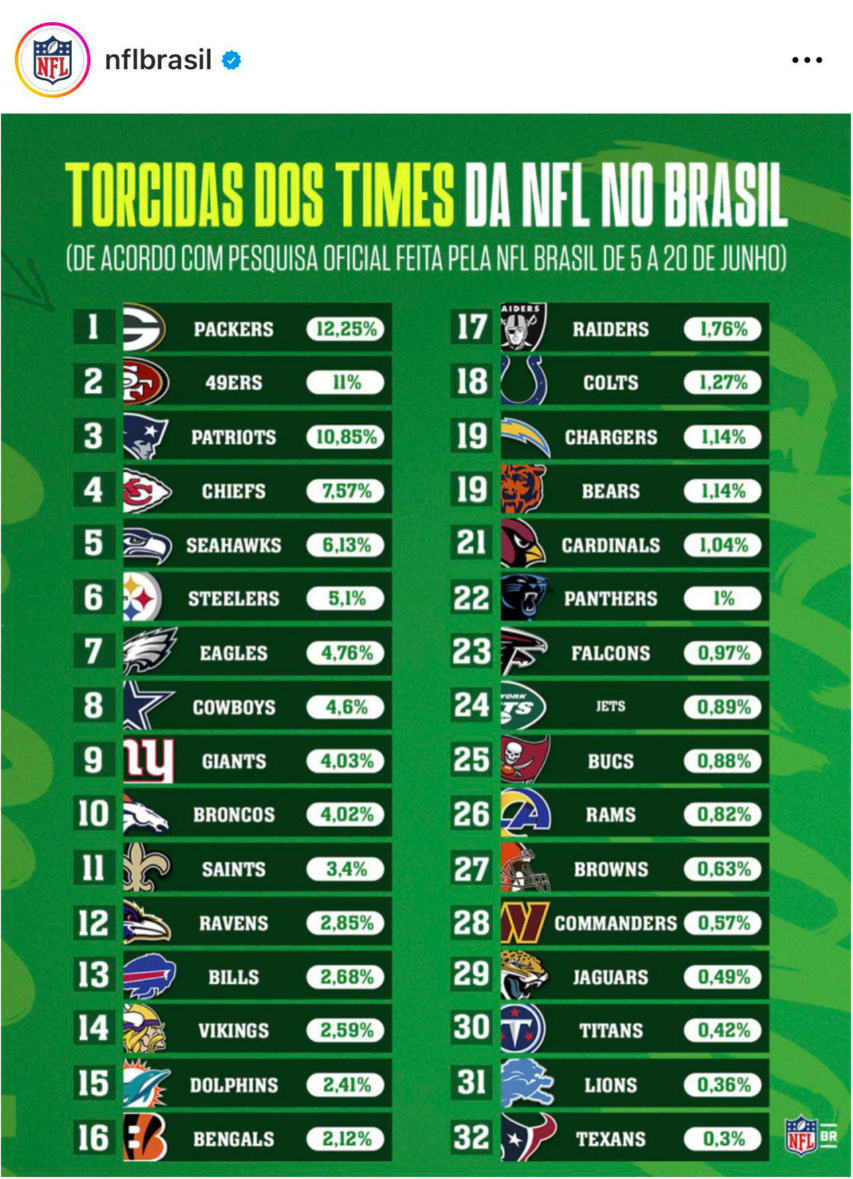 nflbrasil
TORCIDAS DOS TIMES DA NFL NO BRASIL
(DE ACORDO COM PESQUISA OFICIAL FEITA PELA NFL BRASIL DE 5 A 20 DE JUNHO)
1 PACKERS 12,25%
2 49ERS 11%
3 PATRIOTS 10,85%
4 CHIEFS 7,57%
5 SEAHAWKS 6,13%
6 STEELERS 5,1%
7 EAGLES 4,76%
8 COWBOYS 4,6%
9 GIANTS 4,03%
10 BRONCOS 4,02%
11 SAINTS 3,4%
12 RAVENS 2,85%
13 BILLS 2,68%
14 VIKINGS 2,59%
15 DOLPHINS 2,41%
16 BENGALS 2,12%
17 RAIDERS 1,76%
18 COLTS 1,27%
19 CHARGERS 1,14%
19 BEARS 1,14%
21 CARDINALS 1,04%
22 PANTHERS 1%
23 FALCONS 0,97%
24 JETS 0,89%
25 BUCS 0,88%
26 RAMS 0,82%
27 BROWNS 0,63%
28 COMMANDERS 0,57%
29 JAGUARS 0,49%
30 TITANS 0,42%
31 LIONS 0,36%
32 TEXANS 0,3%
NFL BR